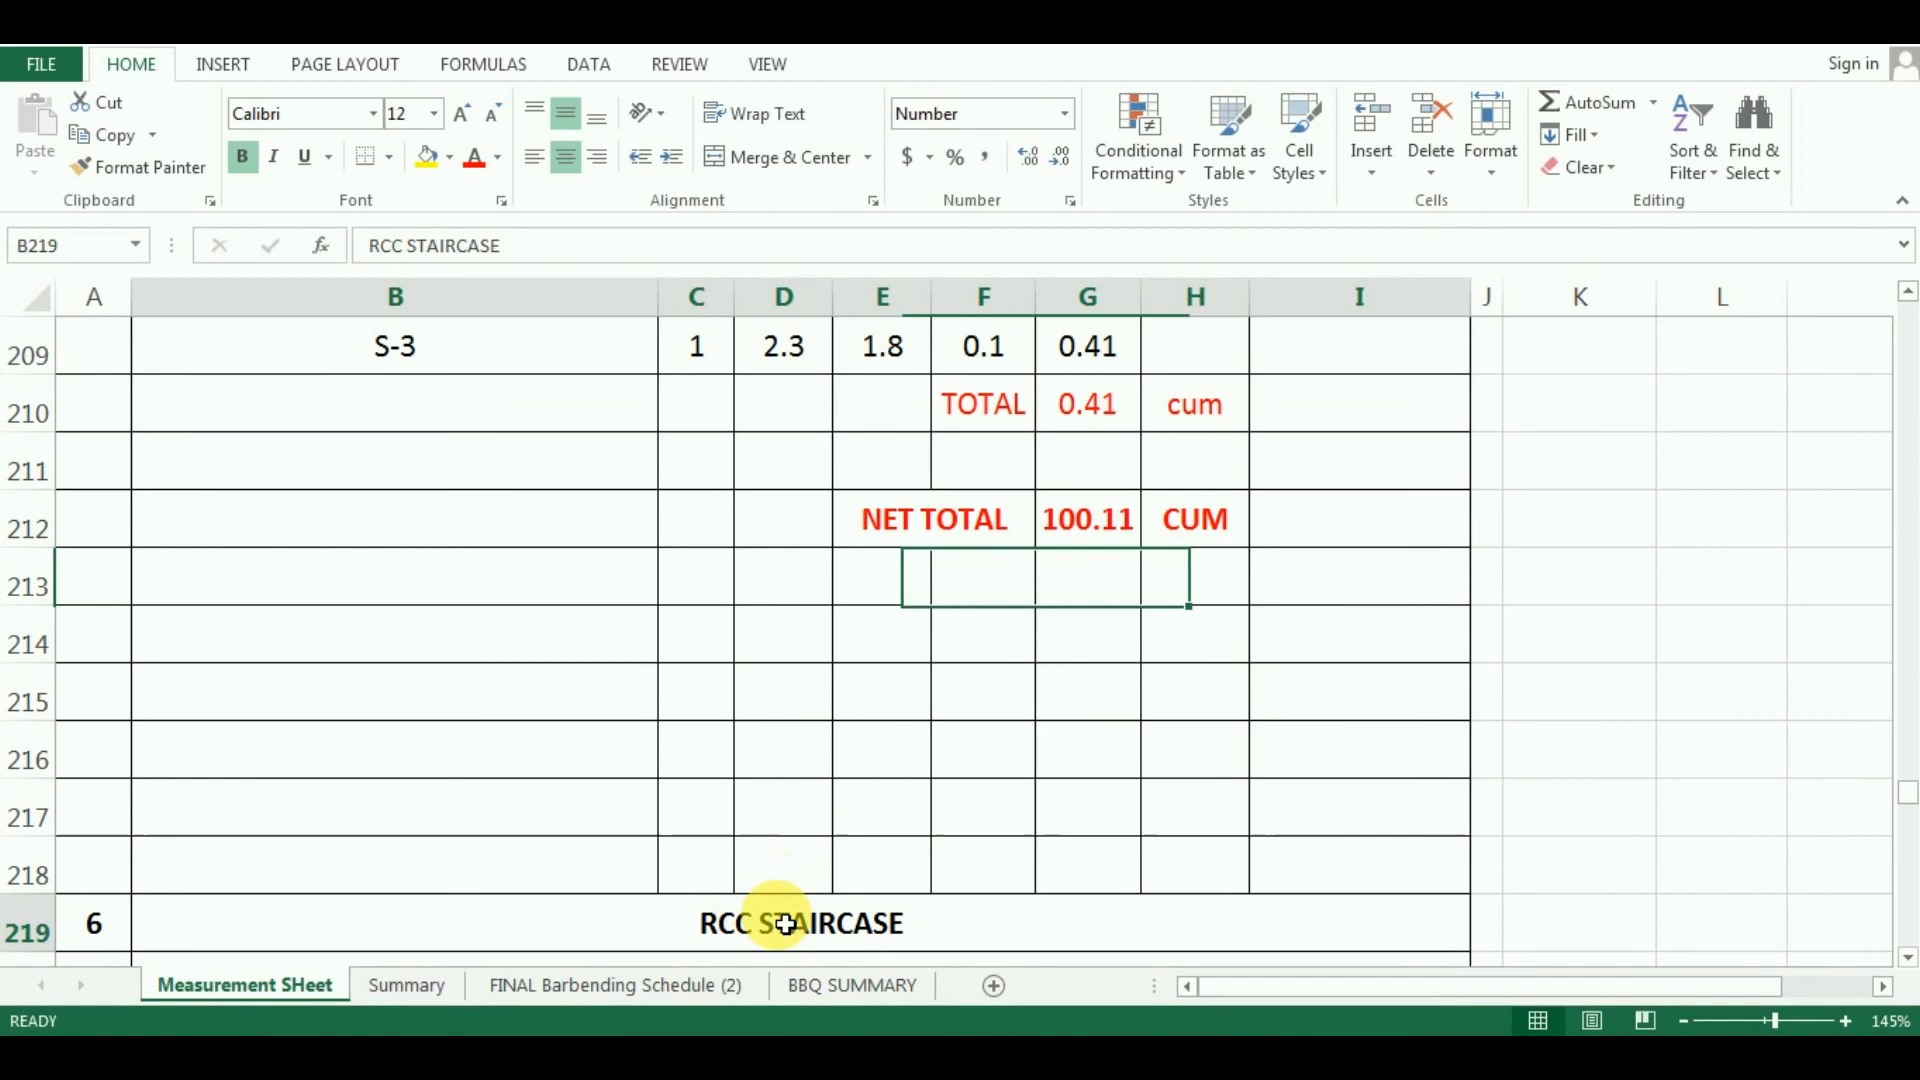 FILE HOME INSERT PAGE LAYOUT FORMULAS DATA REVIEW VIEW Sign in
Paste Cut Copy Format Painter Clipboard
Calibri 12 B I U A Font
Wrap Text Merge & Center Alignment
Number $ % , .00 .0 Number
Conditional Formatting Format as Table Cell Styles Styles
Insert Delete Format Cells
AutoSum Fill Clear Sort & Filter Find & Select Editing
B219 fx RCC STAIRCASE
A B C D E F G H I J K L
209 S-3 1 2.3 1.8 0.1 0.41
210 TOTAL 0.41 cum
211
212 NET TOTAL 100.11 CUM
213
214
215
216
217
218
219 6 RCC STAIRCASE
Measurement SHeet Summary FINAL Barbending Schedule (2) BBQ SUMMARY
READY 145%